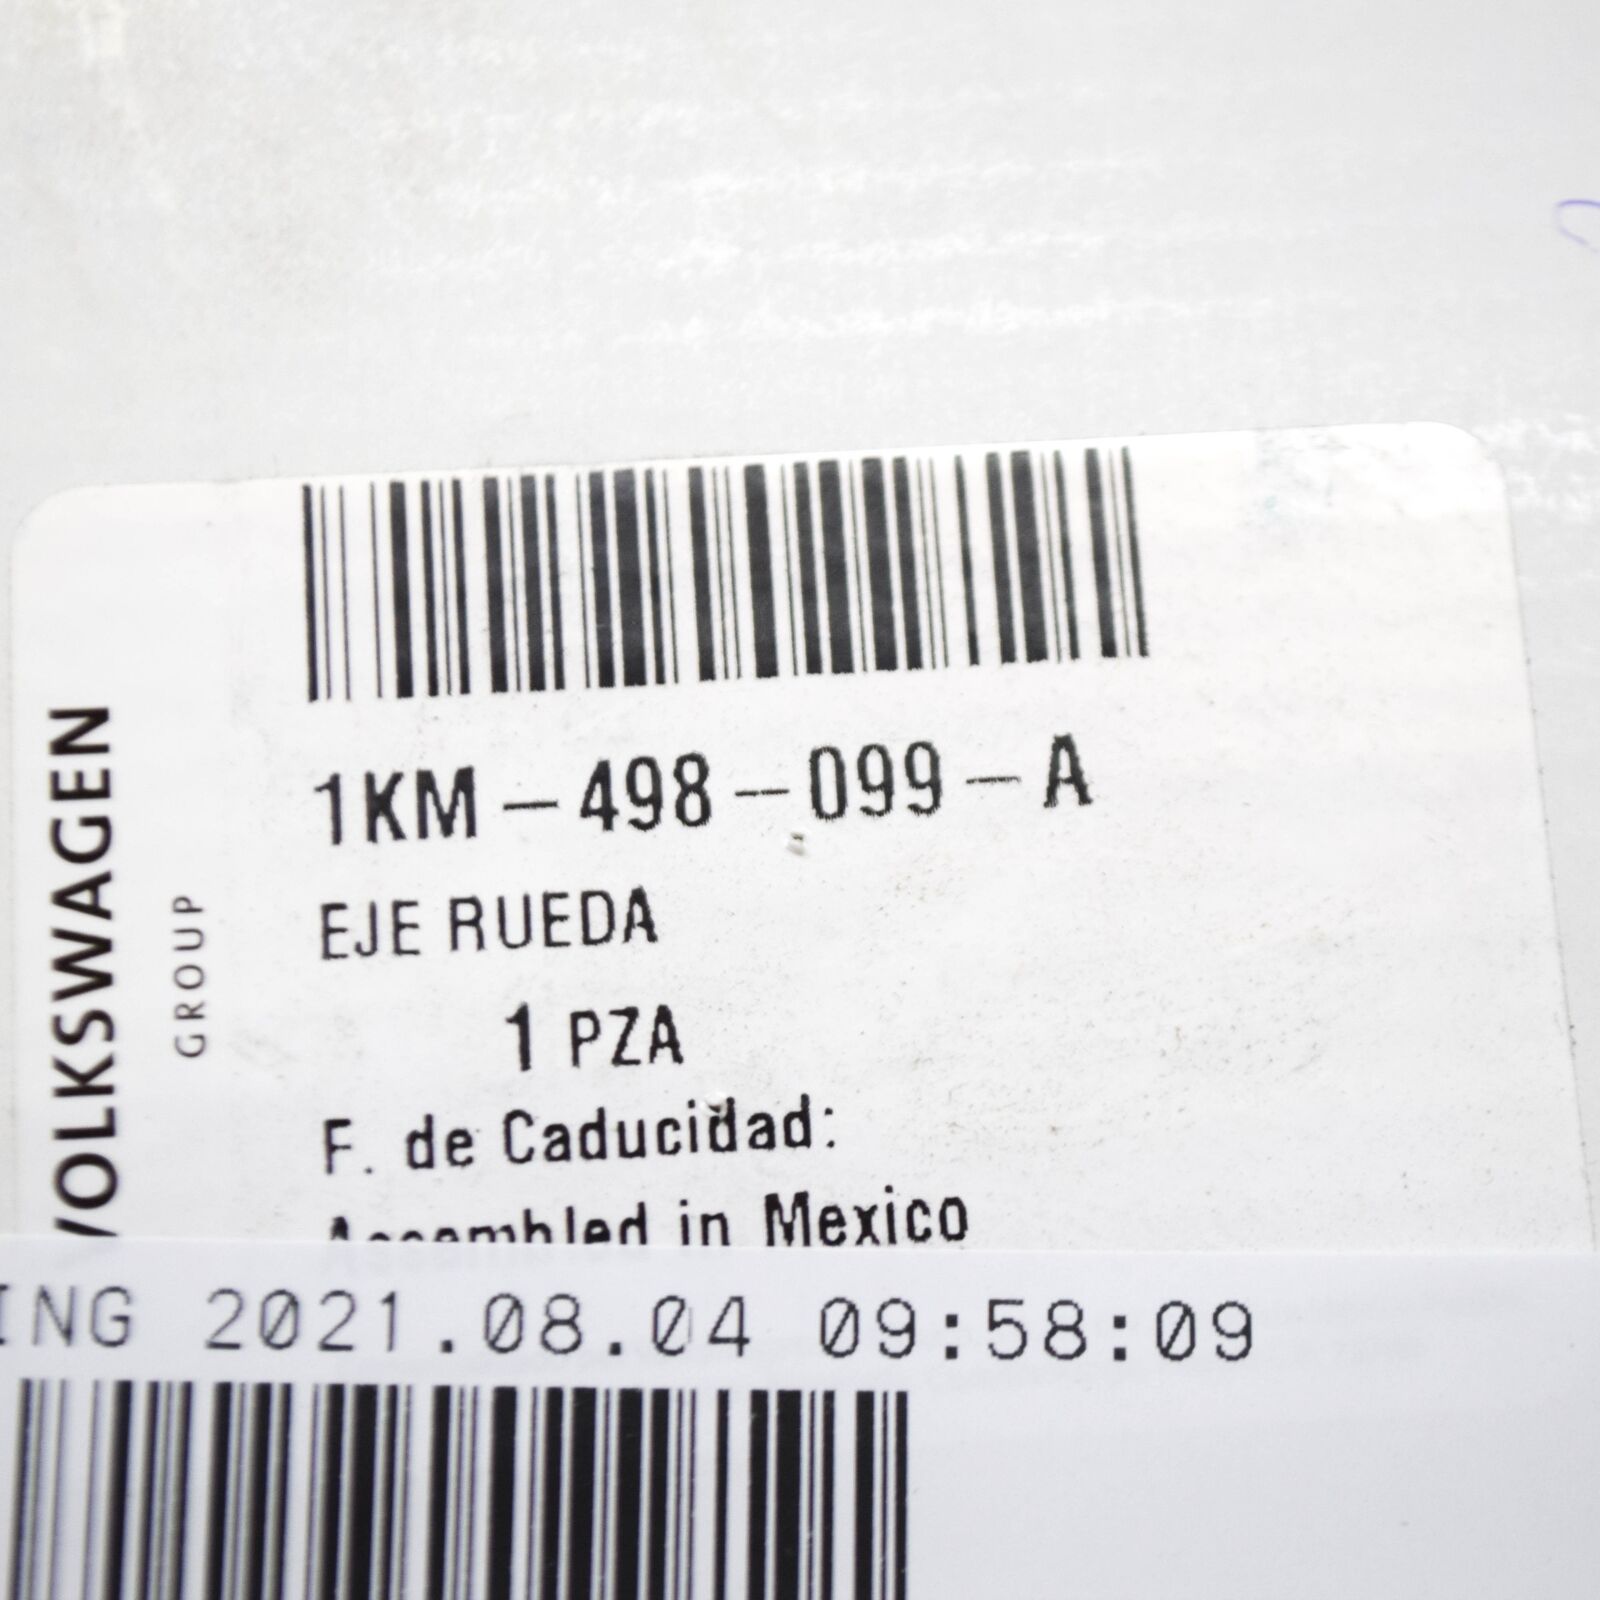 VOLKSWAGEN
GROUP
1KM-498-099-A
EJE RUEDA
1 PZA
F. de Caducidad:
Assembled in Mexico
2021.08.04 09:58:09